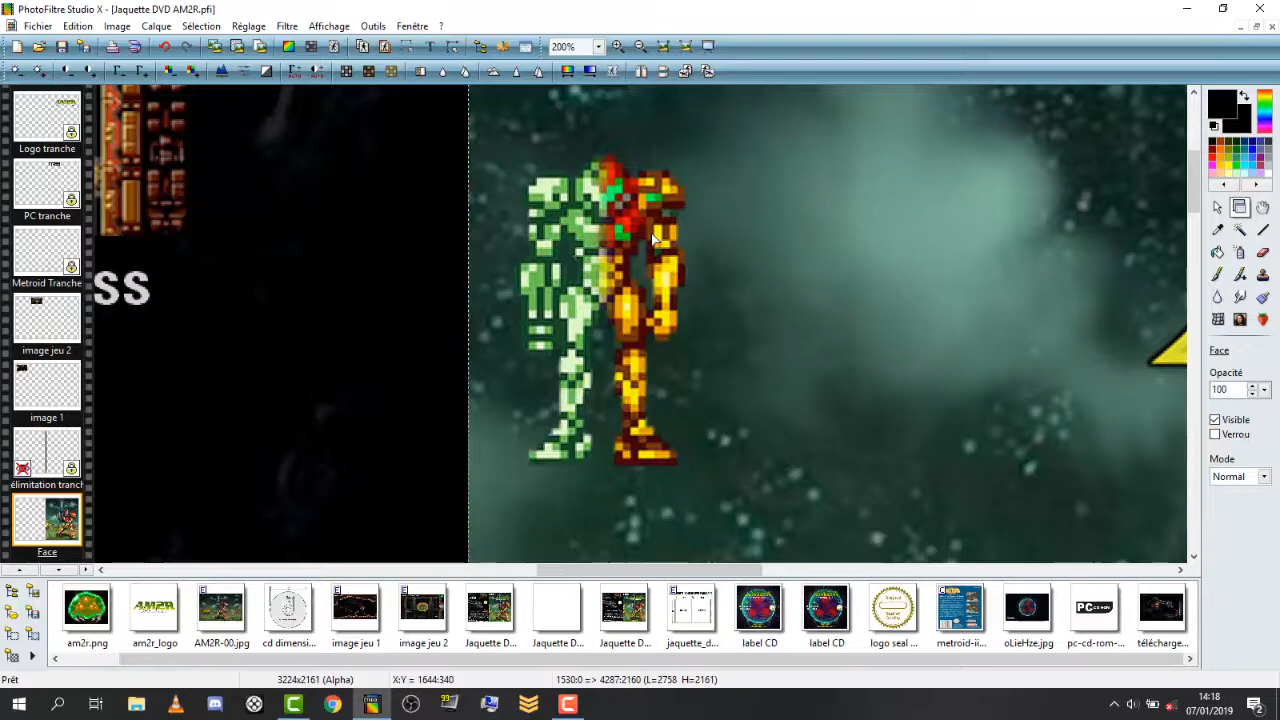 PhotoFiltre Studio X - [Jaquette DVD AM2R.pfi]
Fichier Edition Image Calque Sélection Réglage Filtre Affichage Outils Fenêtre ?
200%
Logo tranche
PC tranche
Metroid Tranche
image jeu 2
image 1
élimitation tranch
Face
ss
Face
Opacité
100
Visible
Verrou
Mode
Normal
am2r.png am2r_logo AM2R-00.jpg cd dimensi... image jeu 1 image jeu 2 Jaquette D... Jaquette D... Jaquette D... jaquette_d... label CD label CD logo seal ... metroid-ii... oLieHze.jpg pc-cd-rom-... télécharge...
Prêt 3224x2161 (Alpha) X:Y = 1644:340 1530:0 => 4287:2160 (L=2758 H=2161)
14:18
07/01/2019